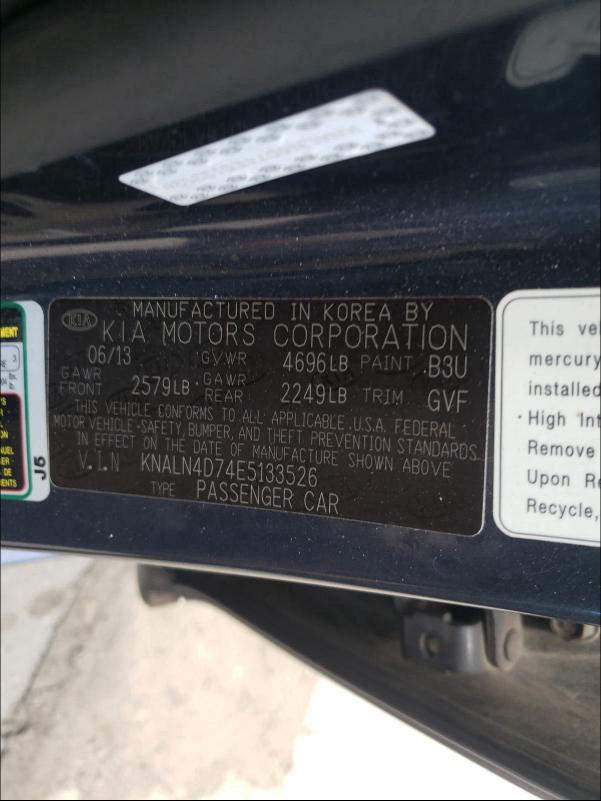 KIA
MANUFACTURED IN KOREA BY
KIA MOTORS CORPORATION
06/13 GVWR 4696LB PAINT B3U
GAWR FRONT 2579LB GAWR REAR 2249LB TRIM GVF
THIS VEHICLE CONFORMS TO ALL APPLICABLE U.S.A. FEDERAL
MOTOR VEHICLE SAFETY, BUMPER, AND THEFT PREVENTION STANDARDS
IN EFFECT ON THE DATE OF MANUFACTURE SHOWN ABOVE
V.I.N KNALN4D74E5133526
TYPE PASSENGER CAR
J5
This
mercury
installed
· High
Remove
Upon
Recycle,